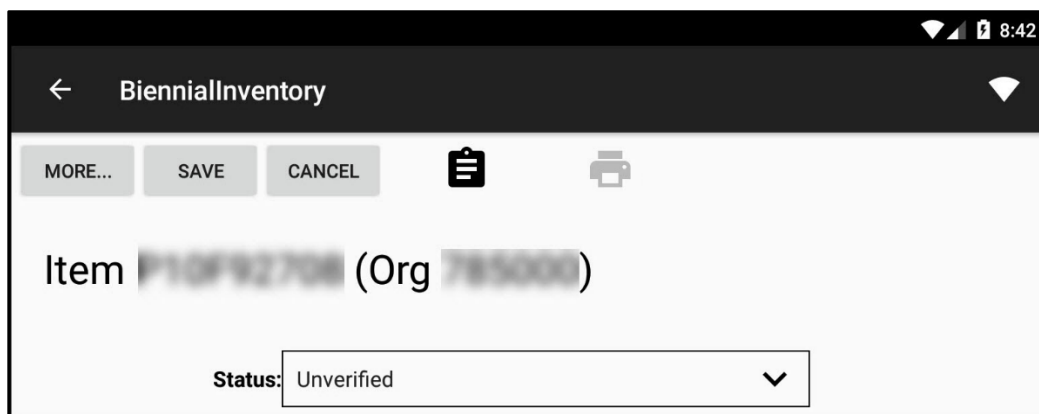 8:42
BiennialInventory
MORE... SAVE CANCEL
Item (Org )
Status: Unverified